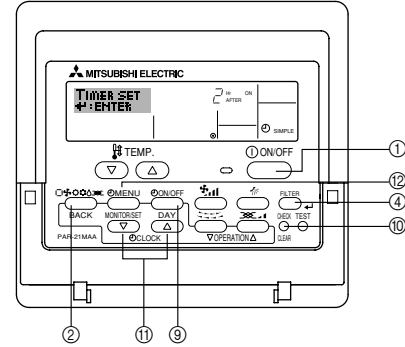 MITSUBISHI ELECTRIC
TIMER SET
↵:ENTER
2 Hr ON
AFTER
SIMPLE
TEMP.
ON/OFF
①
MENU
ON/OFF
FILTER
⑫
BACK
MONITOR/SET
DAY
CHECK TEST
④
PAR-21MAA
CLOCK
▽OPERATION△
CLEAR
⑩
②
⑪
⑨